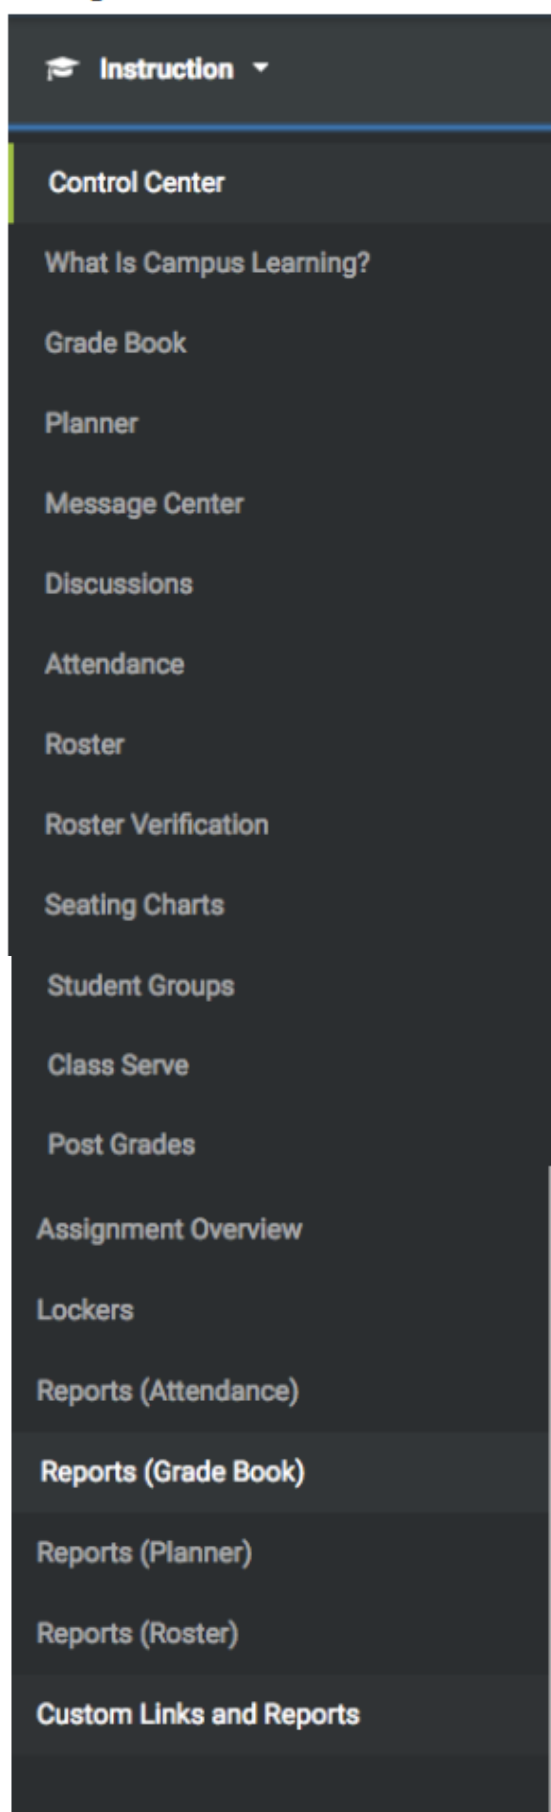 Instruction
Control Center
What Is Campus Learning?
Grade Book
Planner
Message Center
Discussions
Attendance
Roster
Roster Verification
Seating Charts
Student Groups
Class Serve
Post Grades
Assignment Overview
Lockers
Reports (Attendance)
Reports (Grade Book)
Reports (Planner)
Reports (Roster)
Custom Links and Reports